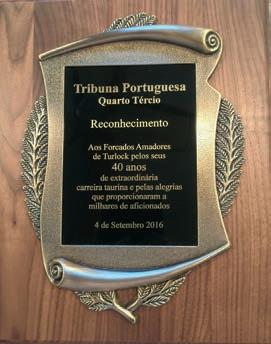 Tribuna Portuguesa
Quarto Tércio
Reconhecimento
Aos Forcados Amadores
de Turlock pelos seus
40 anos
de extraordinária
carreira taurina e pelas alegrias
que proporcionaram a
milhares de aficionados
4 de Setembro 2016